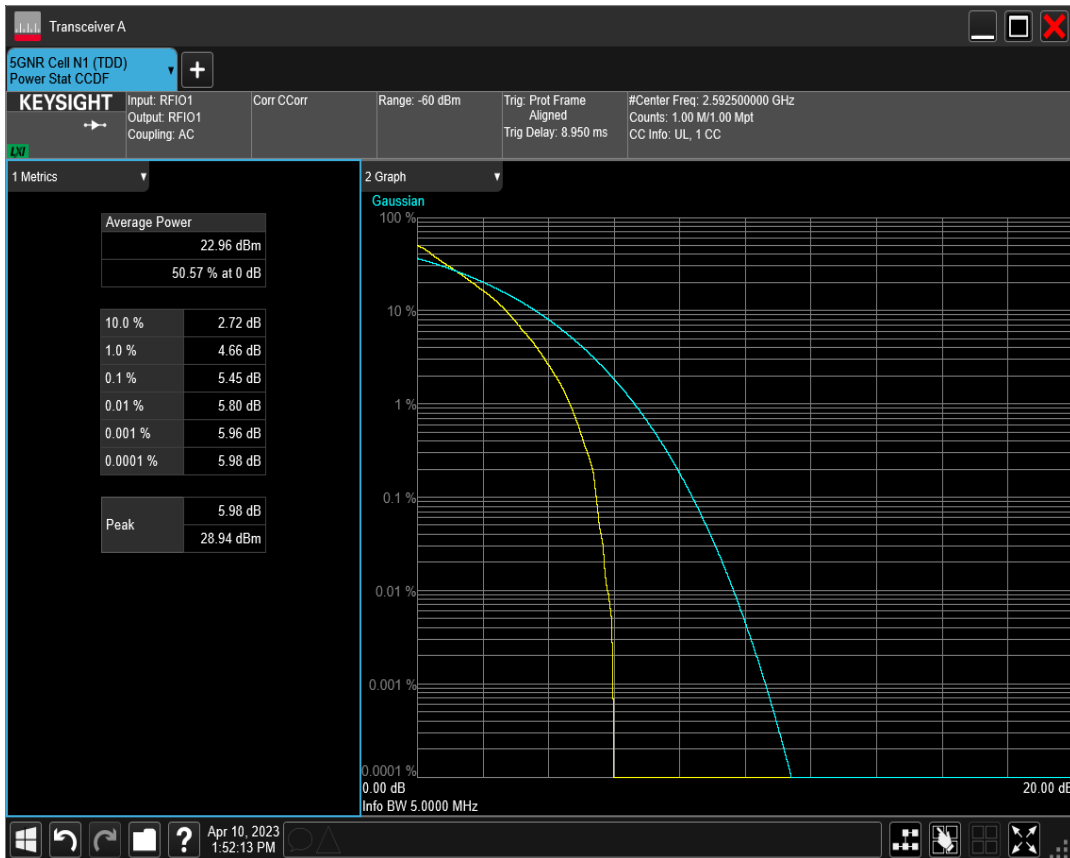 Transceiver A
5GNR Cell N1 (TDD)
Power Stat CCDF
+
KEYSIGHT
LXI
Input: RFIO1
Output: RFIO1
Coupling: AC
Corr CCorr
Range: -60 dBm
Trig: Prot Frame
Aligned
Trig Delay: 8.950 ms
#Center Freq: 2.592500000 GHz
Counts: 1.00 M/1.00 Mpt
CC Info: UL, 1 CC
1 Metrics
Average Power
22.96 dBm
50.57 % at 0 dB
10.0 % 2.72 dB
1.0 % 4.66 dB
0.1 % 5.45 dB
0.01 % 5.80 dB
0.001 % 5.96 dB
0.0001 % 5.98 dB
Peak
5.98 dB
28.94 dBm
2 Graph
Gaussian
100 %
10 %
1 %
0.1 %
0.01 %
0.001 %
0.0001 %
0.00 dB 20.00 dB
Info BW 5.0000 MHz
?
Apr 10, 2023
1:52:13 PM